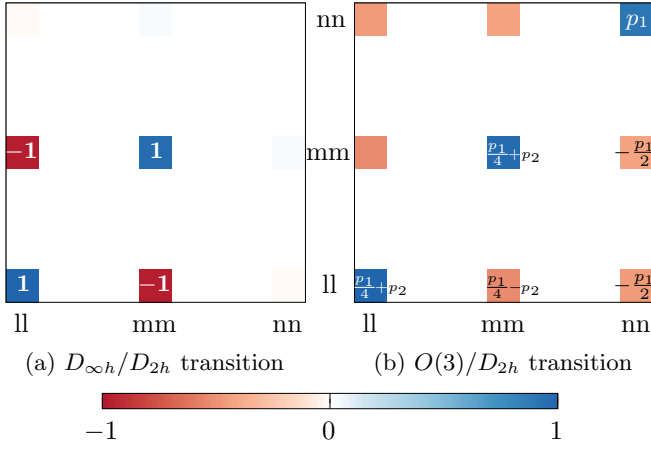 nn p₁
−1 1 mm p₁/4+p₂ −p₁/2
1 −1 ll p₁/4+p₂ p₁/4−p₂ −p₁/2
ll mm nn ll mm nn
(a) D∞h/D2h transition (b) O(3)/D2h transition
−1 0 1